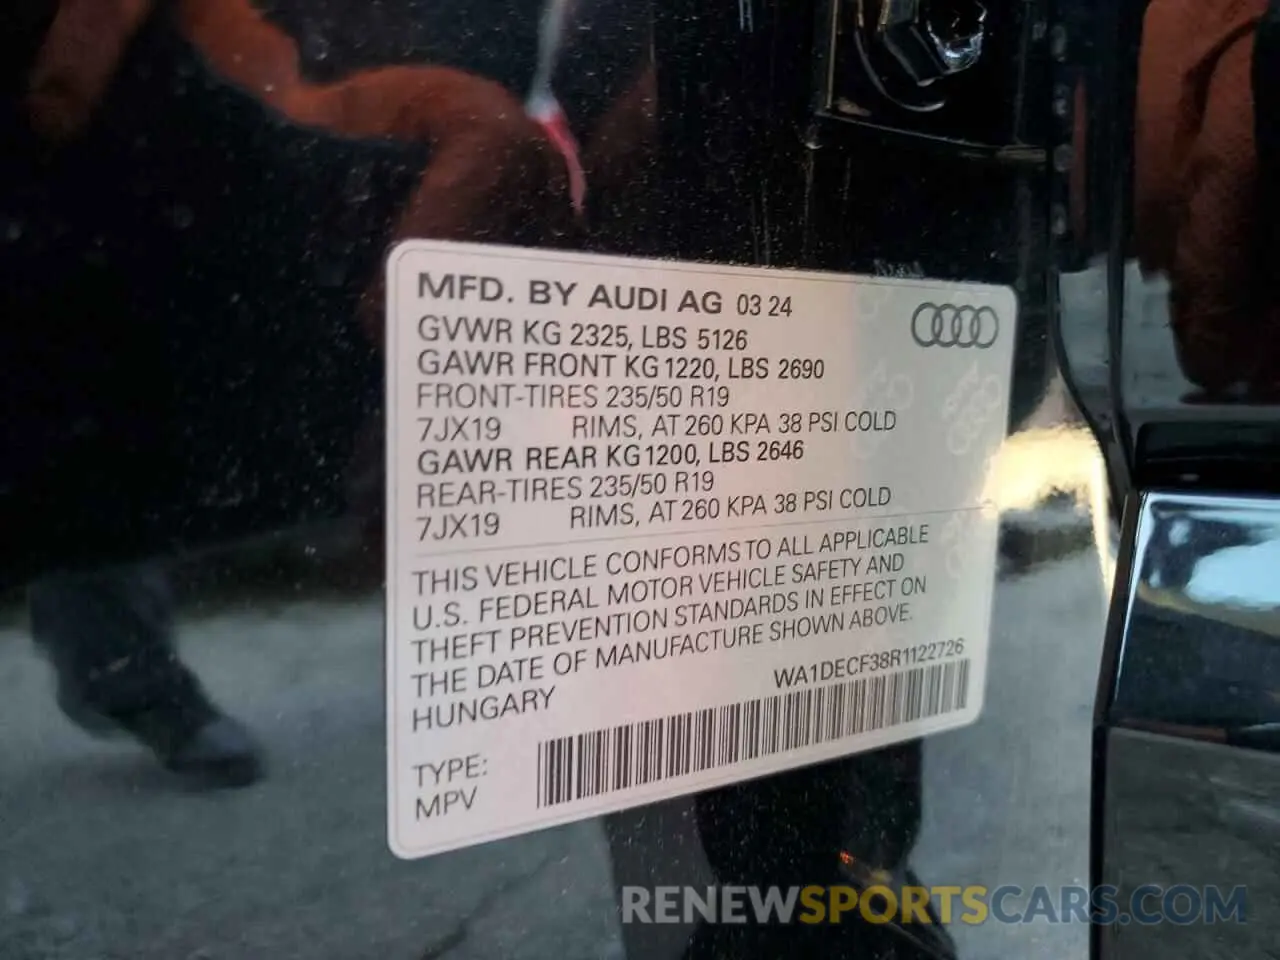 MFD. BY AUDI AG 03 24
GVWR KG 2325, LBS 5126
GAWR FRONT KG 1220, LBS 2690
FRONT-TIRES 235/50 R19
7JX19 RIMS, AT 260 KPA 38 PSI COLD
GAWR REAR KG 1200, LBS 2646
REAR-TIRES 235/50 R19
7JX19 RIMS, AT 260 KPA 38 PSI COLD
THIS VEHICLE CONFORMS TO ALL APPLICABLE
U.S. FEDERAL MOTOR VEHICLE SAFETY AND
THEFT PREVENTION STANDARDS IN EFFECT ON
THE DATE OF MANUFACTURE SHOWN ABOVE.
HUNGARY
WA1DECF38R1122726
TYPE:
MPV
RENEWSPORTSCARS.COM